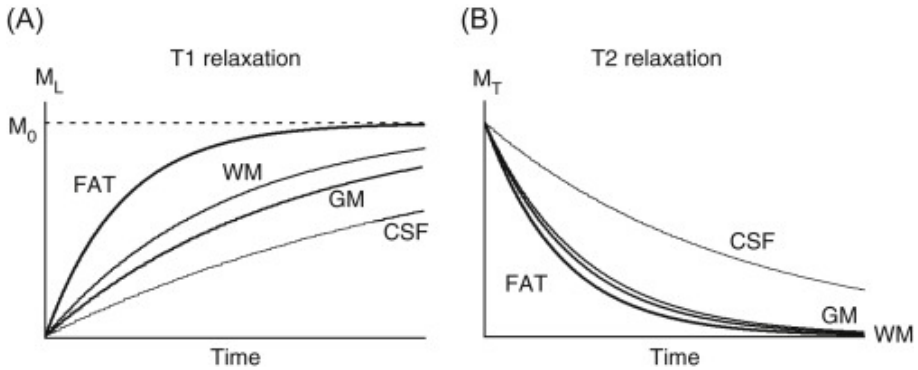 (A)
T1 relaxation
M_L
M_0
FAT
WM
GM
CSF
Time
(B)
T2 relaxation
M_T
CSF
FAT
GM
WM
Time